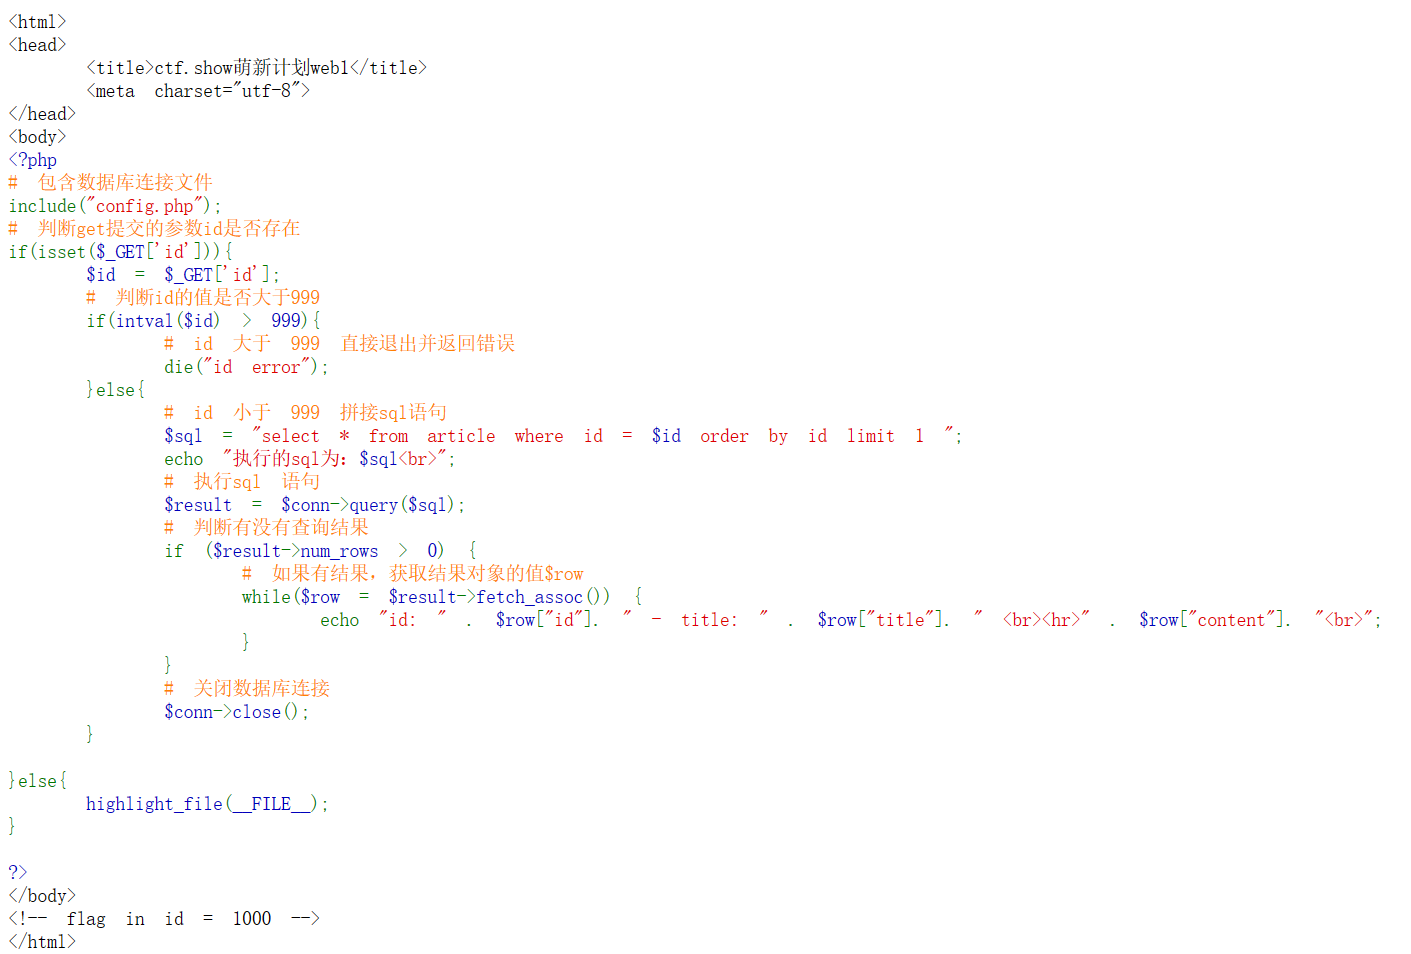 <html>
<head>
<title>ctf.show萌新计划web1</title>
<meta charset="utf-8">
</head>
<body>
<?php
# 包含数据库连接文件
include("config.php");
# 判断get提交的参数id是否存在
if(isset($_GET['id'])){
$id = $_GET['id'];
# 判断id的值是否大于999
if(intval($id) > 999){
# id 大于 999 直接退出并返回错误
die("id error");
}else{
# id 小于 999 拼接sql语句
$sql = "select * from article where id = $id order by id limit 1 ";
echo "执行的sql为：$sql<br>";
# 执行sql 语句
$result = $conn->query($sql);
# 判断有没有查询结果
if ($result->num_rows > 0) {
# 如果有结果，获取结果对象的值$row
while($row = $result->fetch_assoc()) {
echo "id: " . $row["id"]. " - title: " . $row["title"]. " <br><hr>" . $row["content"]. "<br>";
}
}
# 关闭数据库连接
$conn->close();
}
}else{
highlight_file(__FILE__);
}
?>
</body>
<!-- flag in id = 1000 -->
</html>